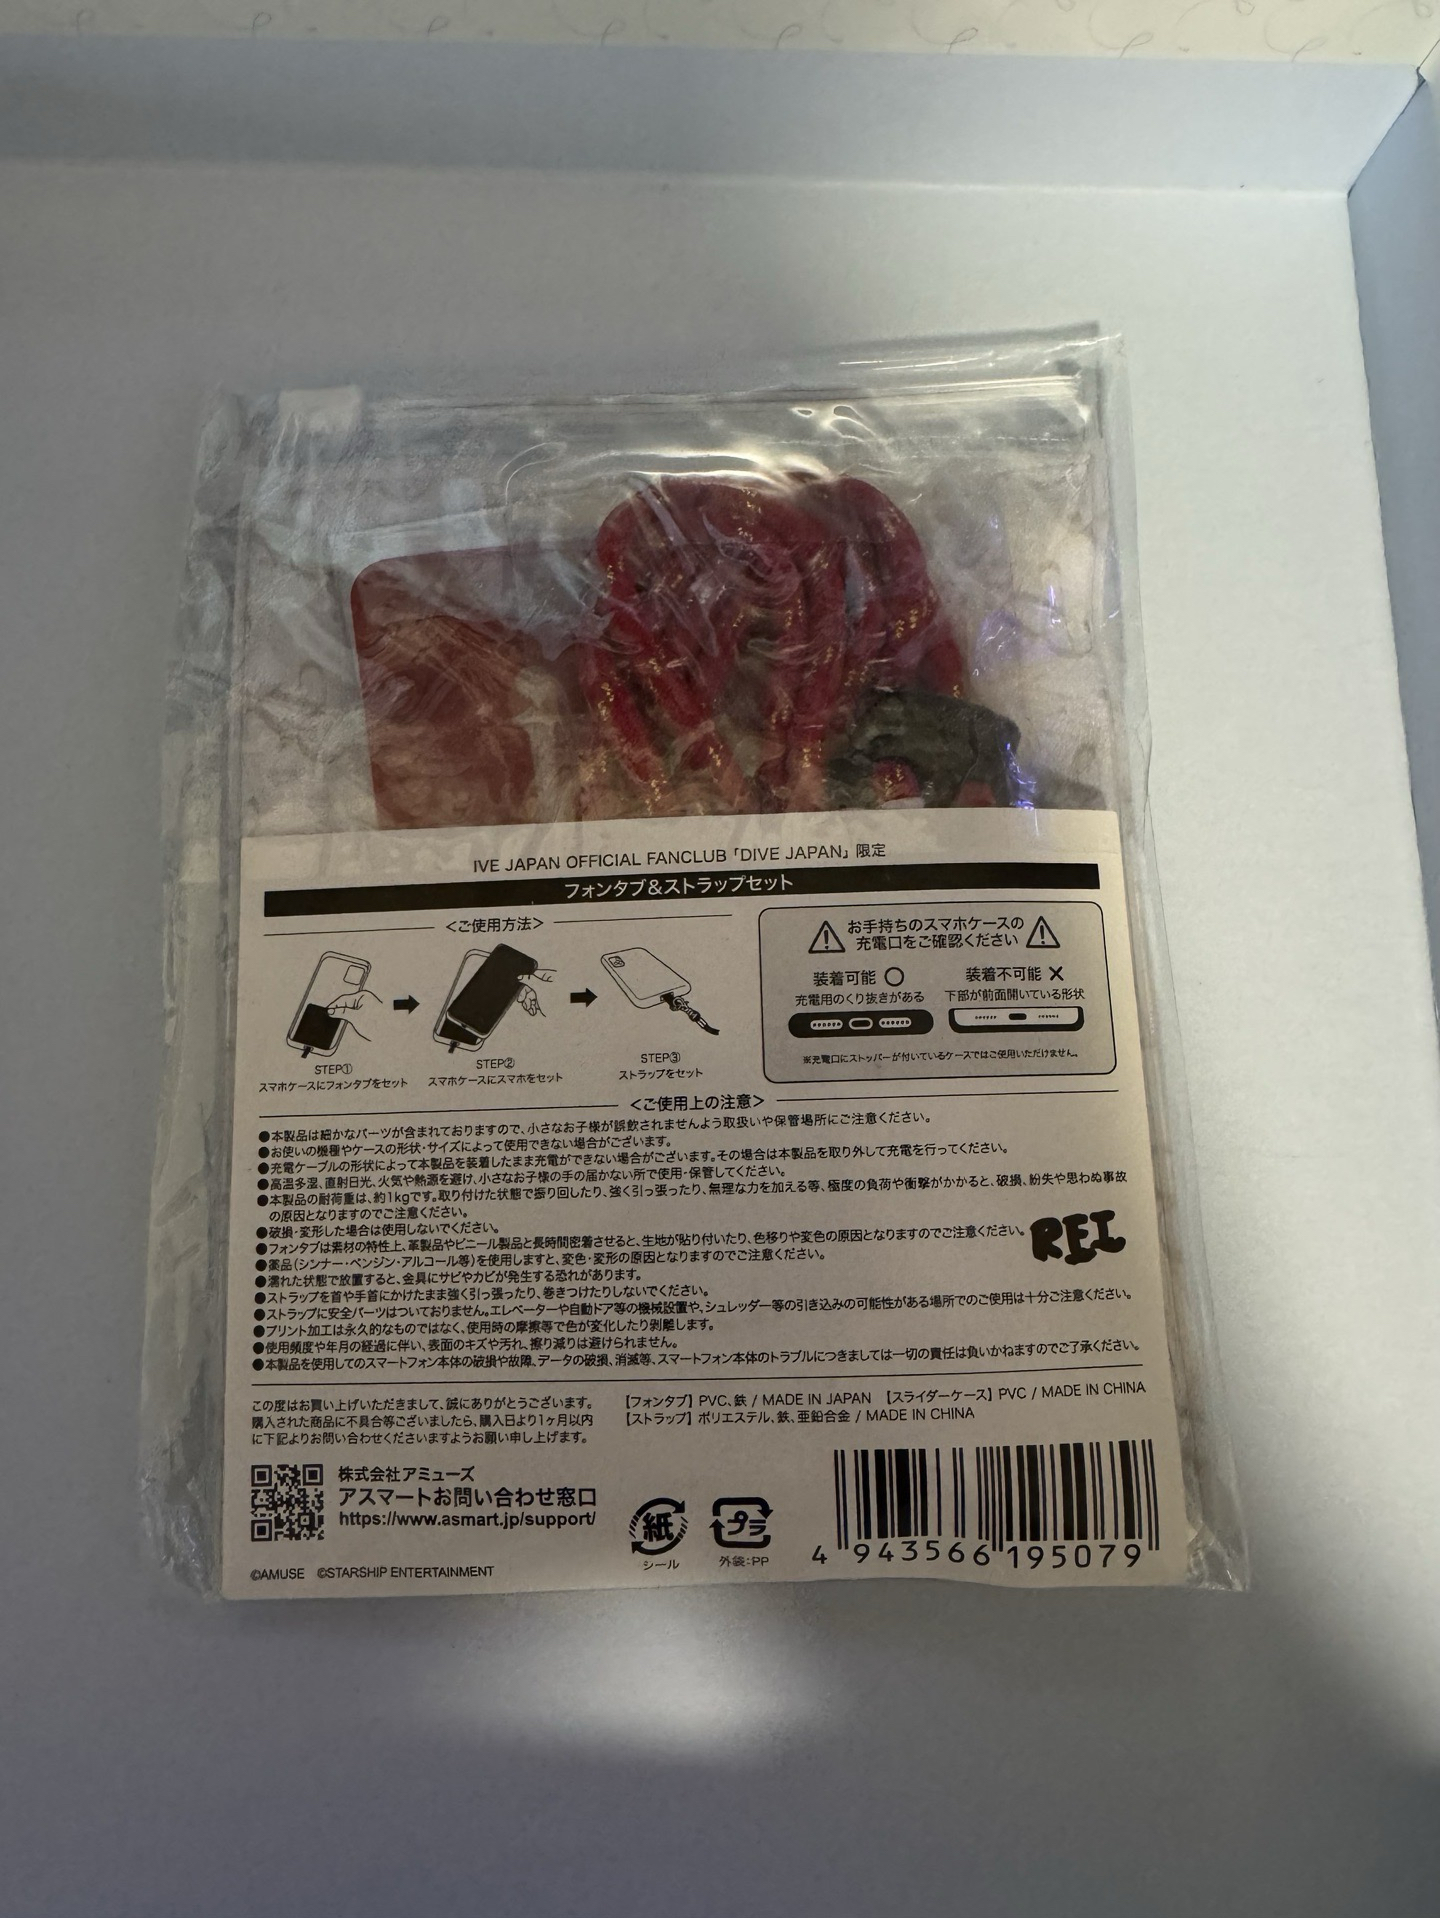 IVE JAPAN OFFICIAL FANCLUB「DIVE JAPAN」限定
フォンタブ&ストラップセット
<ご使用方法>
STEP①
スマホケースにフォンタブをセット
STEP②
スマホケースにスマホをセット
STEP③
ストラップをセット
お手持ちのスマホケースの
充電口をご確認ください
装着可能 ○
充電用のくり抜きがある
装着不可能 ×
下部が前面開いている形状
※充電口にストッパーが付いているケースではご使用いただけません。
<ご使用上の注意>
●本製品は細かなパーツが含まれておりますので、小さなお子様が誤飲されませんよう取扱いや保管場所にご注意ください。
●お使いの機種やケースの形状・サイズによって使用できない場合がございます。
●充電ケーブルの形状によって本製品を装着したまま充電ができない場合がございます。その場合は本製品を取り外して充電を行ってください。
●高温多湿、直射日光、火気や熱源を避け、小さなお子様の手の届かない所で使用・保管してください。
●本製品の耐荷重は、約1kgです。取り付けた状態で振り回したり、強く引っ張ったり、無理な力を加える等、極度の負荷や衝撃がかかると、破損、紛失や思わぬ事故
の原因となりますのでご注意ください。
●破損・変形した場合は使用しないでください。
●フォンタブは素材の特性上、革製品やビニール製品と長時間密着させると、生地が貼り付いたり、色移りや変色の原因となりますのでご注意ください。
●薬品(シンナー・ベンジン・アルコール等)を使用しますと、変色・変形の原因となりますのでご注意ください。
●濡れた状態で放置すると、金具にサビやカビが発生する恐れがあります。
●ストラップを首や手首にかけたまま強く引っ張ったり、巻きつけたりしないでください。
●ストラップに安全パーツはついておりません。エレベーターや自動ドア等の機械設置や、シュレッダー等の引き込みの可能性がある場所でのご使用は十分ご注意ください。
●プリント加工は永久的なものではなく、使用時の摩擦等で色が変化したり剥離します。
●使用頻度や年月の経過に伴い、表面のキズや汚れ、擦り減りは避けられません。
●本製品を使用してのスマートフォン本体の破損や故障、データの破損、消滅等、スマートフォン本体のトラブルにつきましては一切の責任は負いかねますのでご了承ください。
REI
この度はお買い上げいただきまして、誠にありがとうございます。
購入された商品に不具合等ございましたら、購入日より1ヶ月以内
に下記よりお問い合わせくださいますようお願い申し上げます。
【フォンタブ】PVC、鉄 / MADE IN JAPAN 【スライダーケース】PVC / MADE IN CHINA
【ストラップ】ポリエステル、鉄、亜鉛合金 / MADE IN CHINA
株式会社アミューズ
アスマートお問い合わせ窓口
https://www.asmart.jp/support/
紙
シール
プラ
外袋:PP
4 943566 195079
©AMUSE ©STARSHIP ENTERTAINMENT